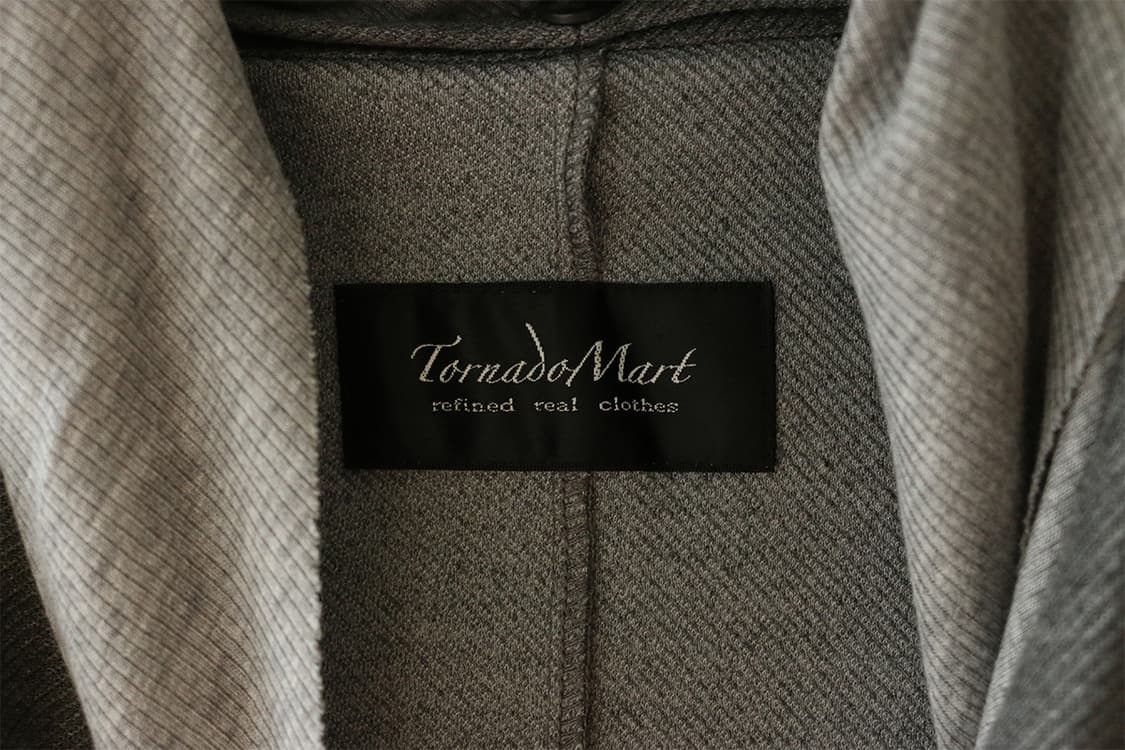 TornadoMart
refined real clothes